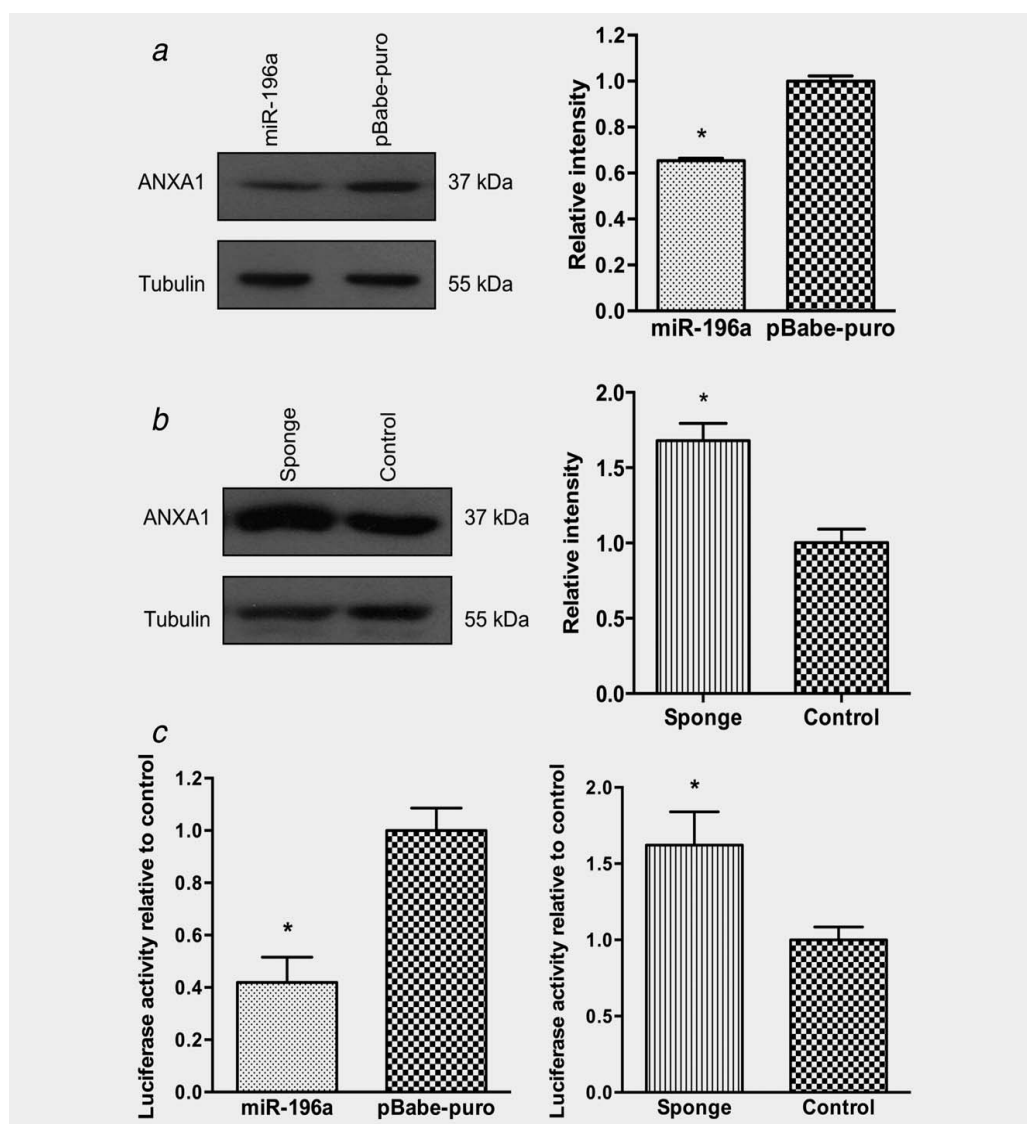 a
miR-196a
pBabe-puro
ANXA1
37 kDa
Tubulin
55 kDa
Relative intensity
1.2
1.0
0.8
0.6
0.4
0.2
0.0
*
miR-196a pBabe-puro
b
Sponge
Control
ANXA1
37 kDa
Tubulin
55 kDa
Relative intensity
2.0
1.5
1.0
0.5
0.0
*
Sponge Control
c
Luciferase activity relative to control
1.2
1.0
0.8
0.6
0.4
0.2
0.0
*
miR-196a pBabe-puro
Luciferase activity relative to control
2.0
1.5
1.0
0.5
0.0
*
Sponge Control